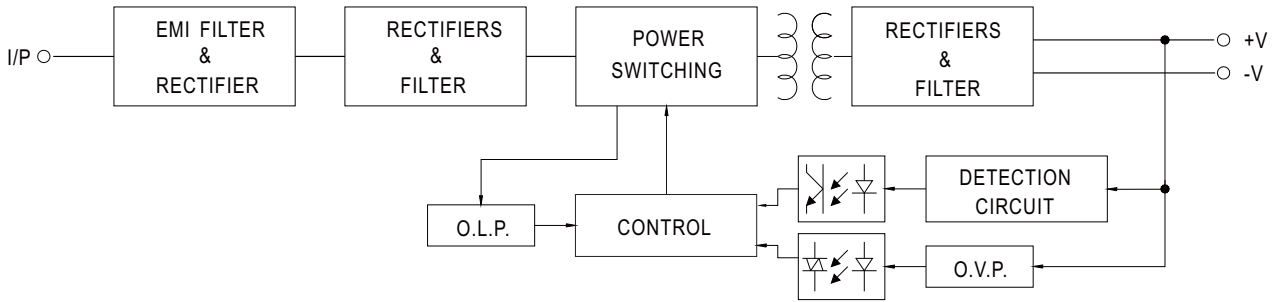 I/P
EMI FILTER
&
RECTIFIER
RECTIFIERS
&
FILTER
POWER
SWITCHING
RECTIFIERS
&
FILTER
+V
-V
O.L.P.
CONTROL
DETECTION
CIRCUIT
O.V.P.